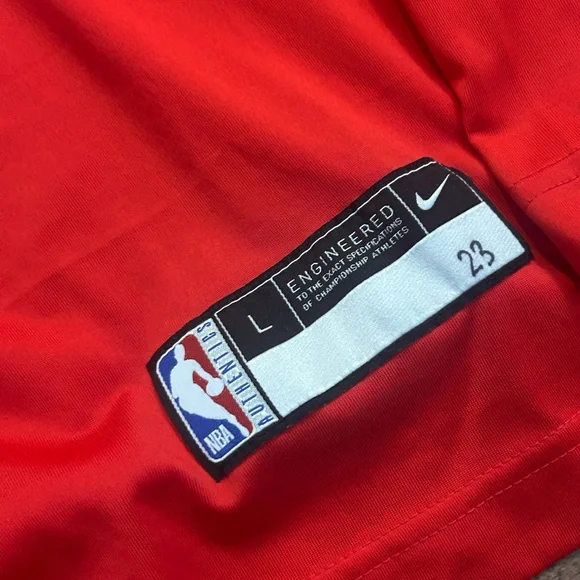 ENGINEERED
TO THE EXACT SPECIFICATIONS
OF CHAMPIONSHIP ATHLETES
L
23
NBA
AUTHENTICS